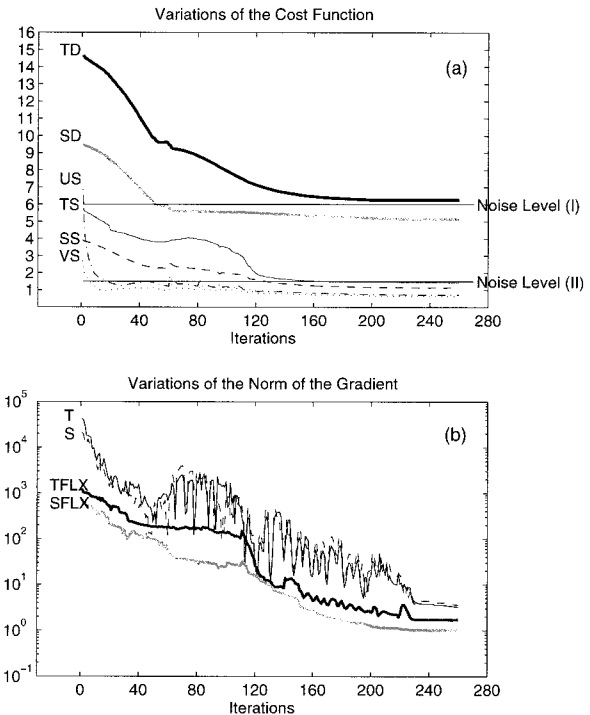 Variations of the Cost Function
16
15
14
13
12
11
10
9
8
7
6
5
4
3
2
1
TD
SD
US
TS
SS
VS
(a)
Noise Level (I)
Noise Level (II)
0 40 80 120 160 200 240 280
Iterations
Variations of the Norm of the Gradient
10^5
10^4
10^3
10^2
10^1
10^0
10^-1
T
S
TFLX
SFLX
(b)
0 40 80 120 160 200 240 280
Iterations